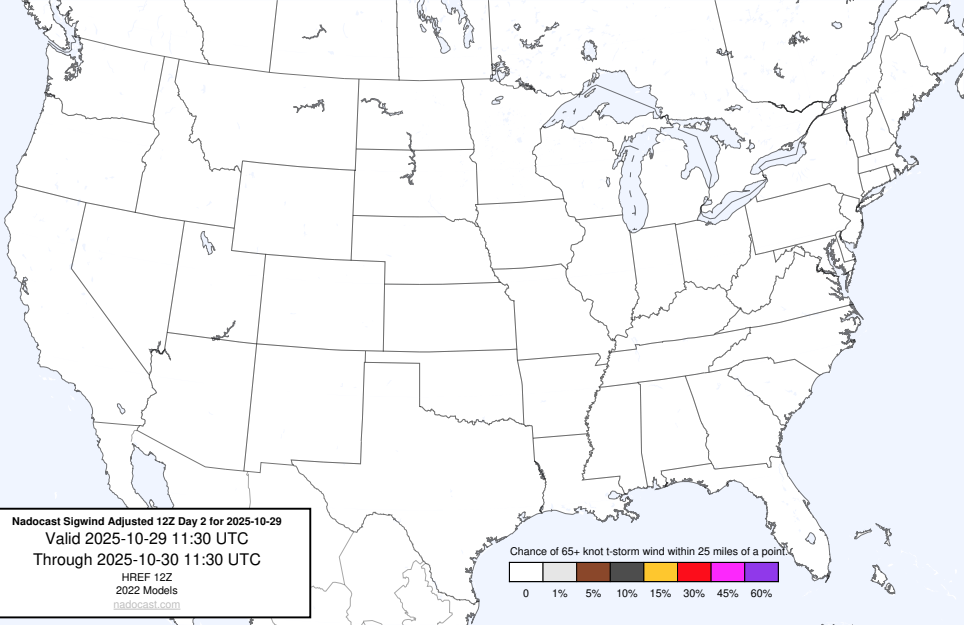 Nadocast Sigwind Adjusted 12Z Day 2 for 2025-10-29
Valid 2025-10-29 11:30 UTC
Through 2025-10-30 11:30 UTC
HREF 12Z
2022 Models
nadocast.com
Chance of 65+ knot t-storm wind within 25 miles of a point.
0 1% 5% 10% 15% 30% 45% 60%